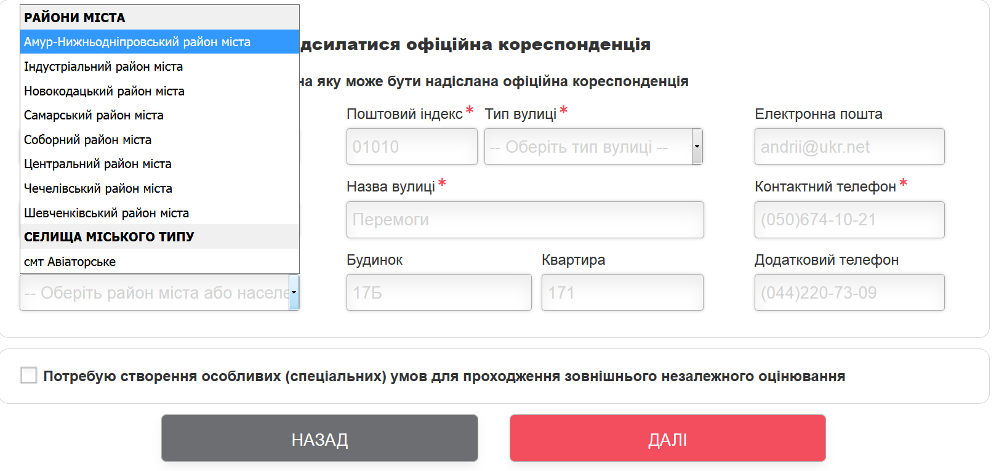 РАЙОНИ МІСТА
Амур-Нижньодніпровський район міста
Індустріальний район міста
Новокодацький район міста
Самарський район міста
Соборний район міста
Центральний район міста
Чечелівський район міста
Шевченківський район міста
СЕЛИЩА МІСЬКОГО ТИПУ
смт Авіаторське
-- Оберіть район міста або населе
дсилатися офіційна кореспонденція
на яку може бути надіслана офіційна кореспонденція
Поштовий індекс * Тип вулиці * Електронна пошта
01010 -- Оберіть тип вулиці -- andrii@ukr.net
Назва вулиці * Контактний телефон *
Перемоги (050)674-10-21
Будинок Квартира Додатковий телефон
17Б 171 (044)220-73-09
Потребую створення особливих (спеціальних) умов для проходження зовнішнього незалежного оцінювання
НАЗАД ДАЛІ